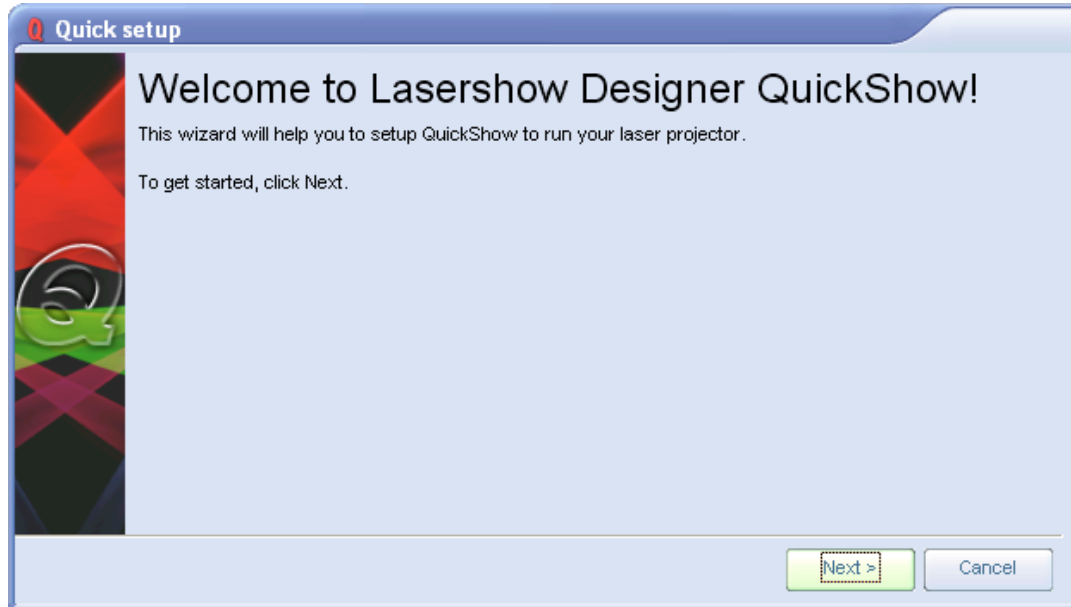 Quick setup
Welcome to Lasershow Designer QuickShow!
This wizard will help you to setup QuickShow to run your laser projector.
To get started, click Next.
Q
Next >
Cancel